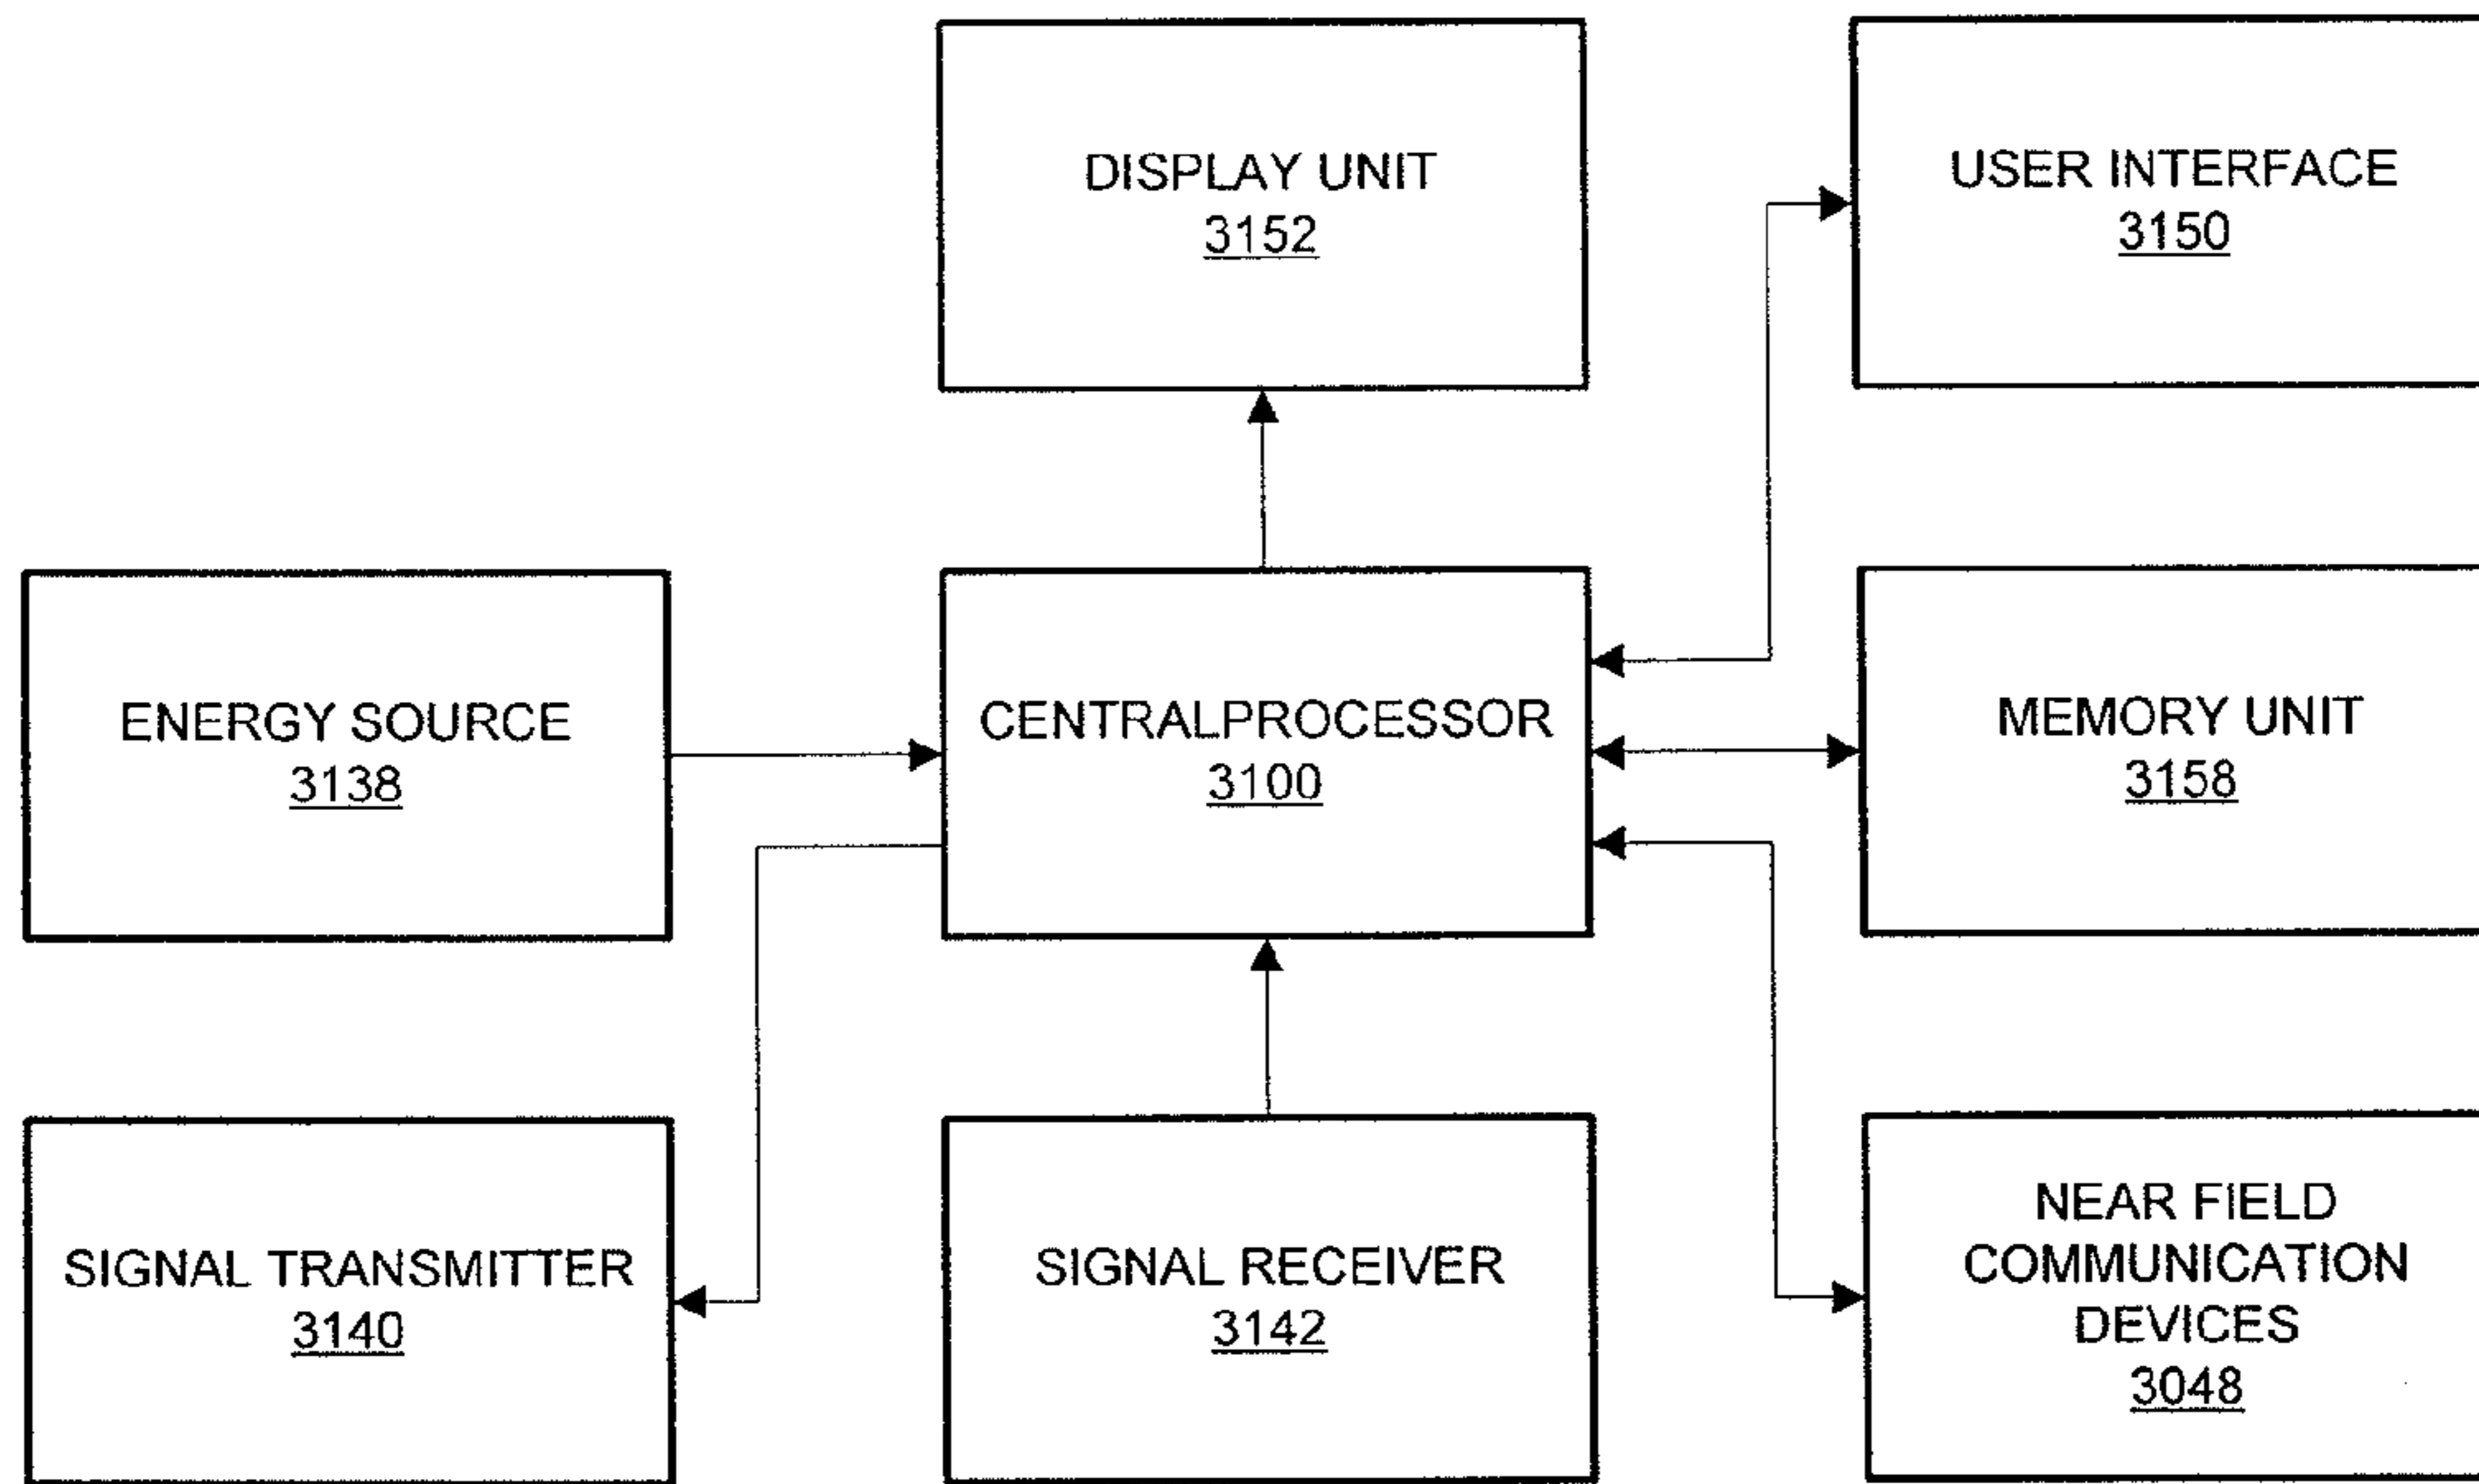 DISPLAY UNIT
3152
USER INTERFACE
3150
ENERGY SOURCE
3138
CENTRALPROCESSOR
3100
MEMORY UNIT
3158
SIGNAL TRANSMITTER
3140
SIGNAL RECEIVER
3142
NEAR FIELD
COMMUNICATION
DEVICES
3048